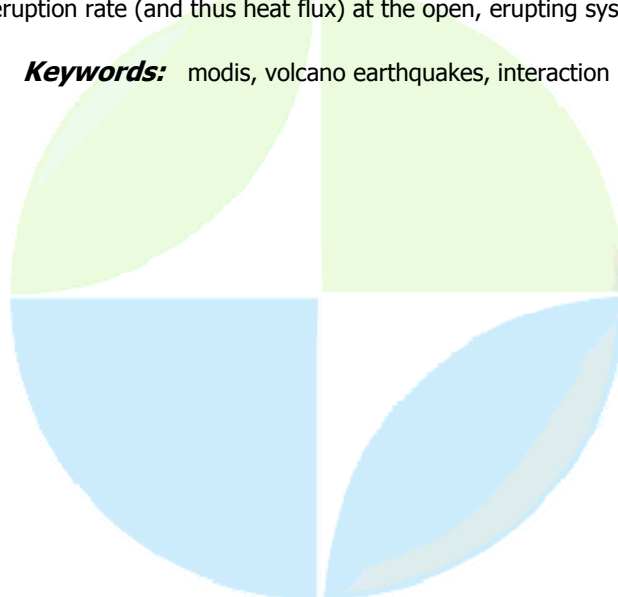 eruption rate (and thus heat flux) at the open, erupting sys
Keywords: modis, volcano earthquakes, interaction